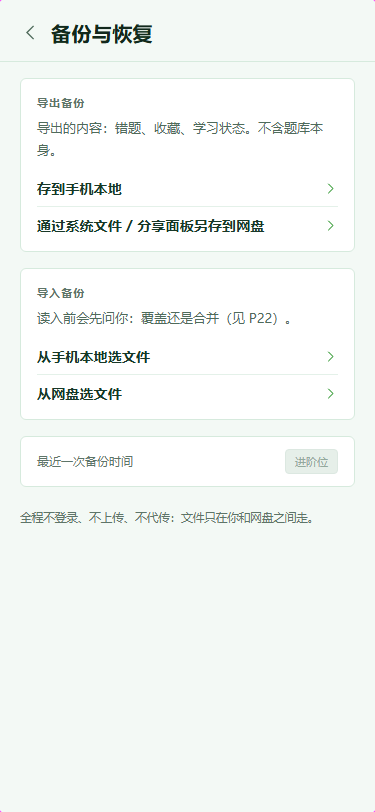 备份与恢复
导出备份
导出的内容：错题、收藏、学习状态。不含题库本
身。
存到手机本地
通过系统文件 / 分享面板另存到网盘
导入备份
读入前会先问你：覆盖还是合并（见 P22）。
从手机本地选文件
从网盘选文件
最近一次备份时间
进阶位
全程不登录、不上传、不代传：文件只在你和网盘之间走。